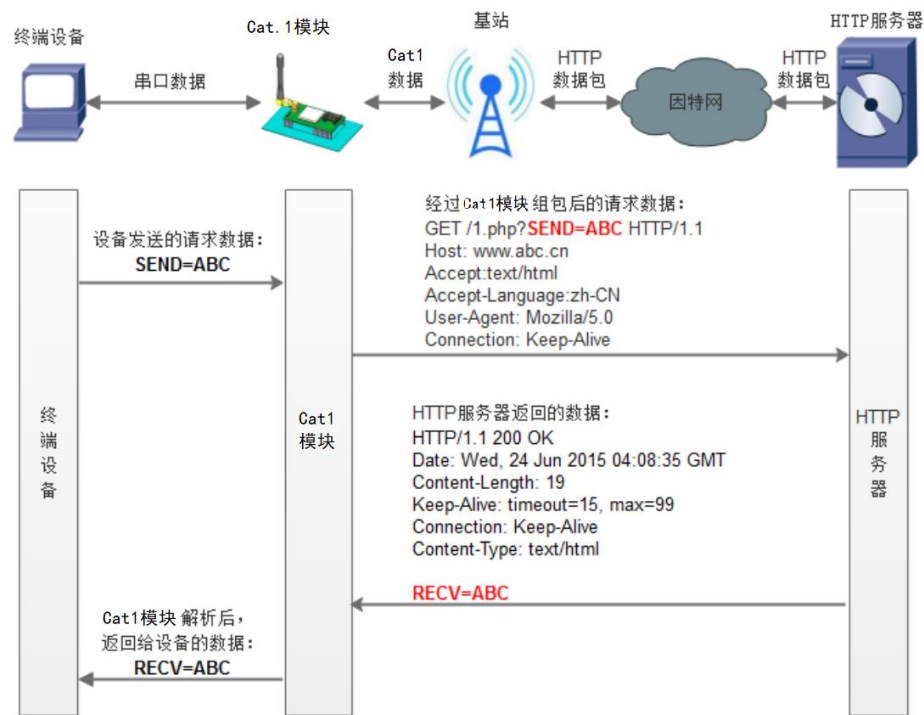 终端设备
Cat.1模块
基站
HTTP服务器
串口数据
Cat1
数据
HTTP
数据包
因特网
HTTP
数据包
设备发送的请求数据：
SEND=ABC
经过Cat1模块组包后的请求数据：
GET /1.php?SEND=ABC HTTP/1.1
Host: www.abc.cn
Accept:text/html
Accept-Language:zh-CN
User-Agent: Mozilla/5.0
Connection: Keep-Alive
终
端
设
备
Cat1
模块
HTTP
服
务
器
HTTP服务器返回的数据：
HTTP/1.1 200 OK
Date: Wed, 24 Jun 2015 04:08:35 GMT
Content-Length: 19
Keep-Alive: timeout=15, max=99
Connection: Keep-Alive
Content-Type: text/html
RECV=ABC
Cat1模块 解析后，
返回给设备的数据：
RECV=ABC